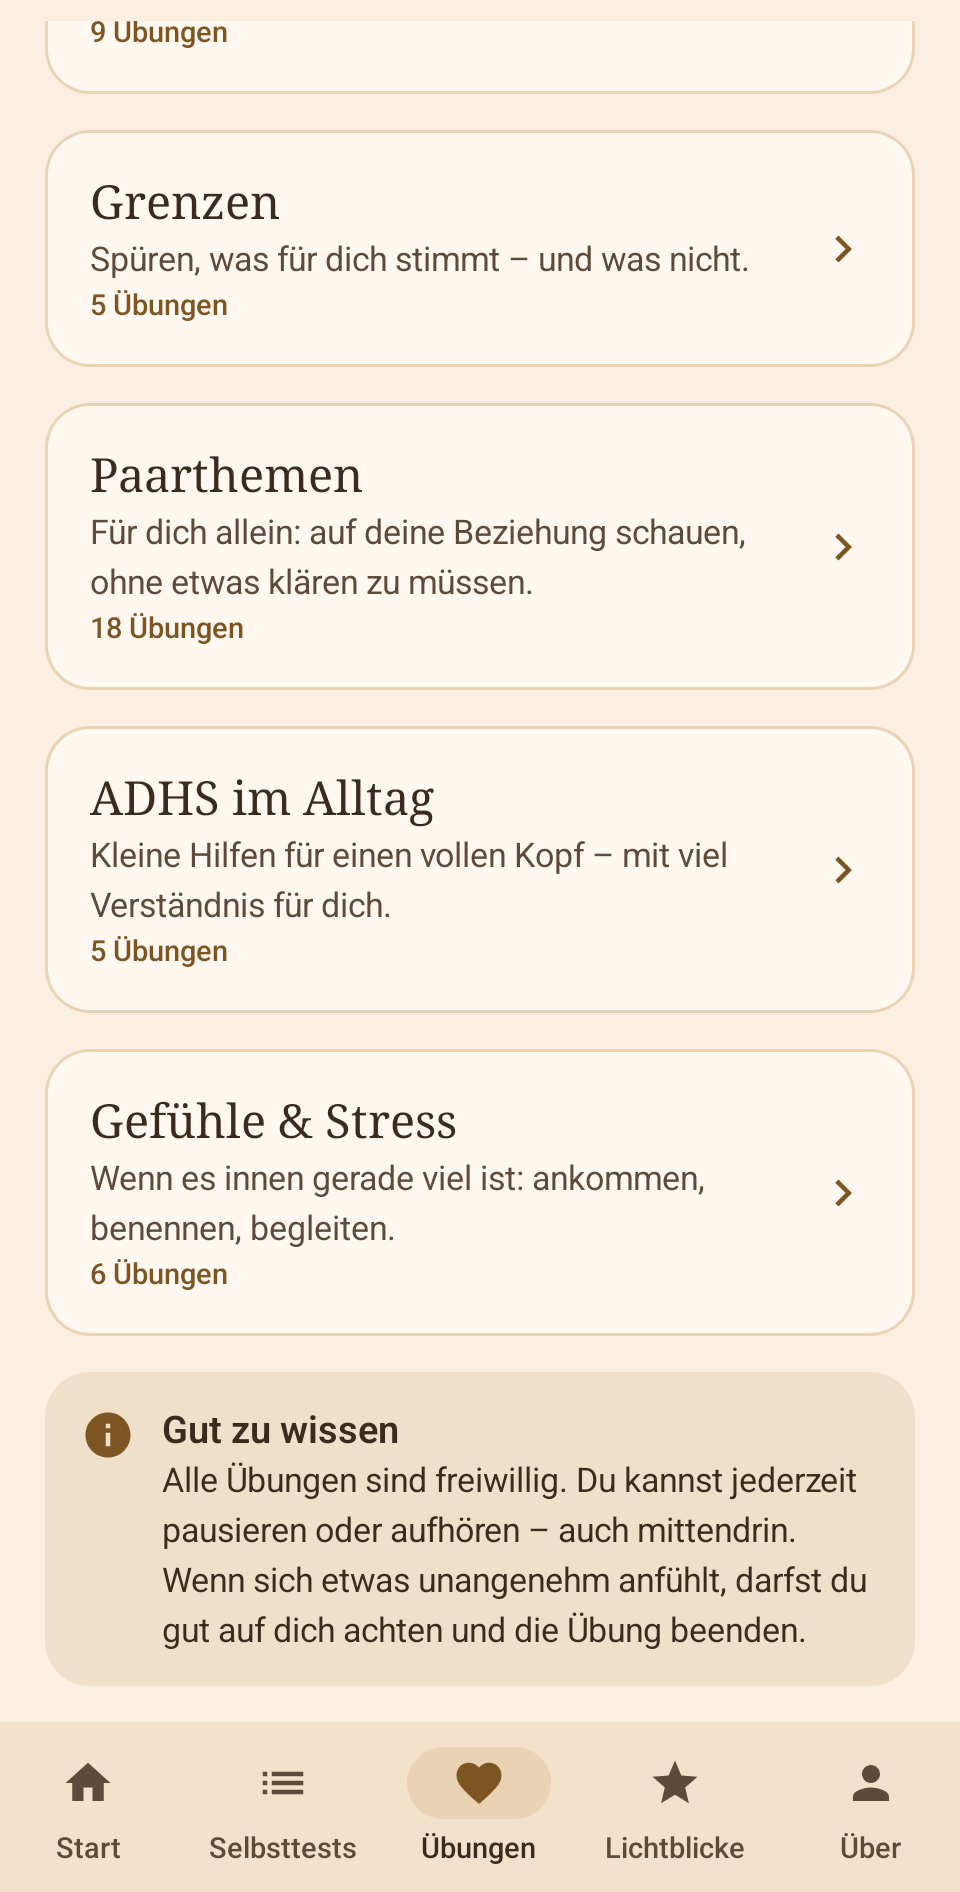 9 Übungen
Grenzen
Spüren, was für dich stimmt – und was nicht.
5 Übungen
Paarthemen
Für dich allein: auf deine Beziehung schauen,
ohne etwas klären zu müssen.
18 Übungen
ADHS im Alltag
Kleine Hilfen für einen vollen Kopf – mit viel
Verständnis für dich.
5 Übungen
Gefühle & Stress
Wenn es innen gerade viel ist: ankommen,
benennen, begleiten.
6 Übungen
Gut zu wissen
Alle Übungen sind freiwillig. Du kannst jederzeit
pausieren oder aufhören – auch mittendrin.
Wenn sich etwas unangenehm anfühlt, darfst du
gut auf dich achten und die Übung beenden.
Start
Selbsttests
Übungen
Lichtblicke
Über